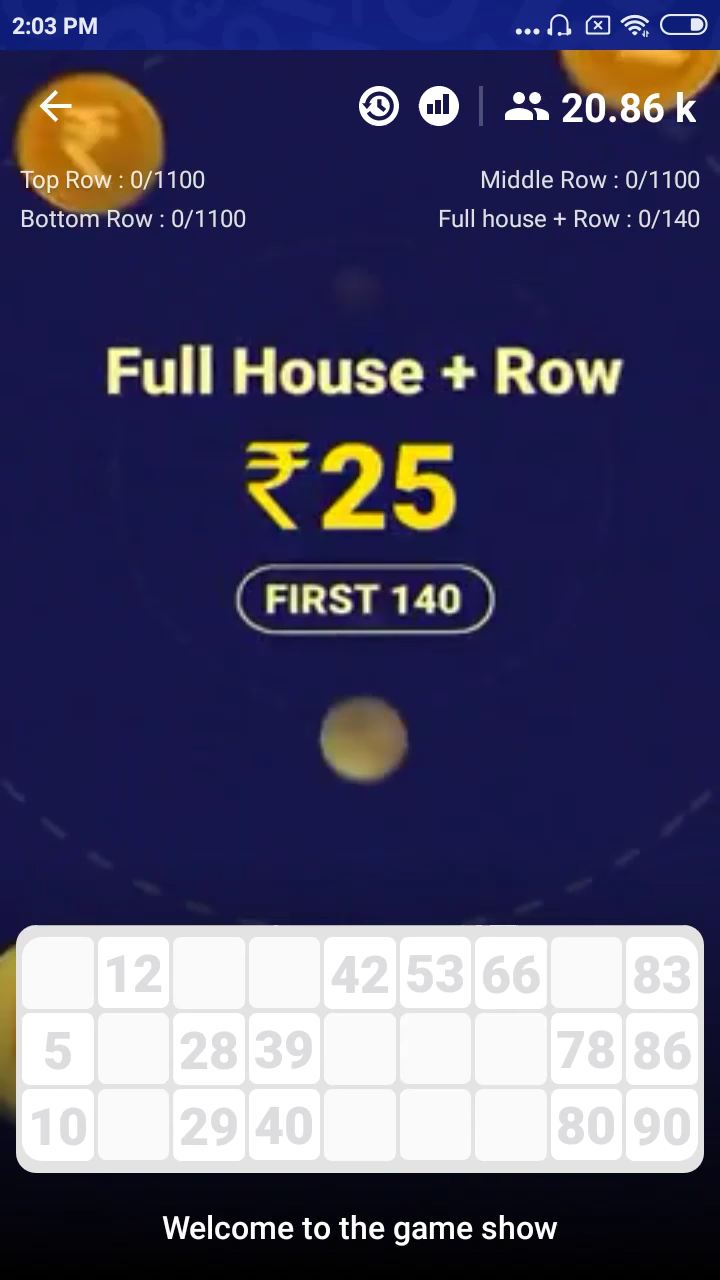 2:03 PM
20.86 k
Top Row : 0/1100 Middle Row : 0/1100
Bottom Row : 0/1100 Full house + Row : 0/140
Full House + Row
₹25
FIRST 140
12 42 53 66 83
5 28 39 78 86
10 29 40 80 90
Welcome to the game show